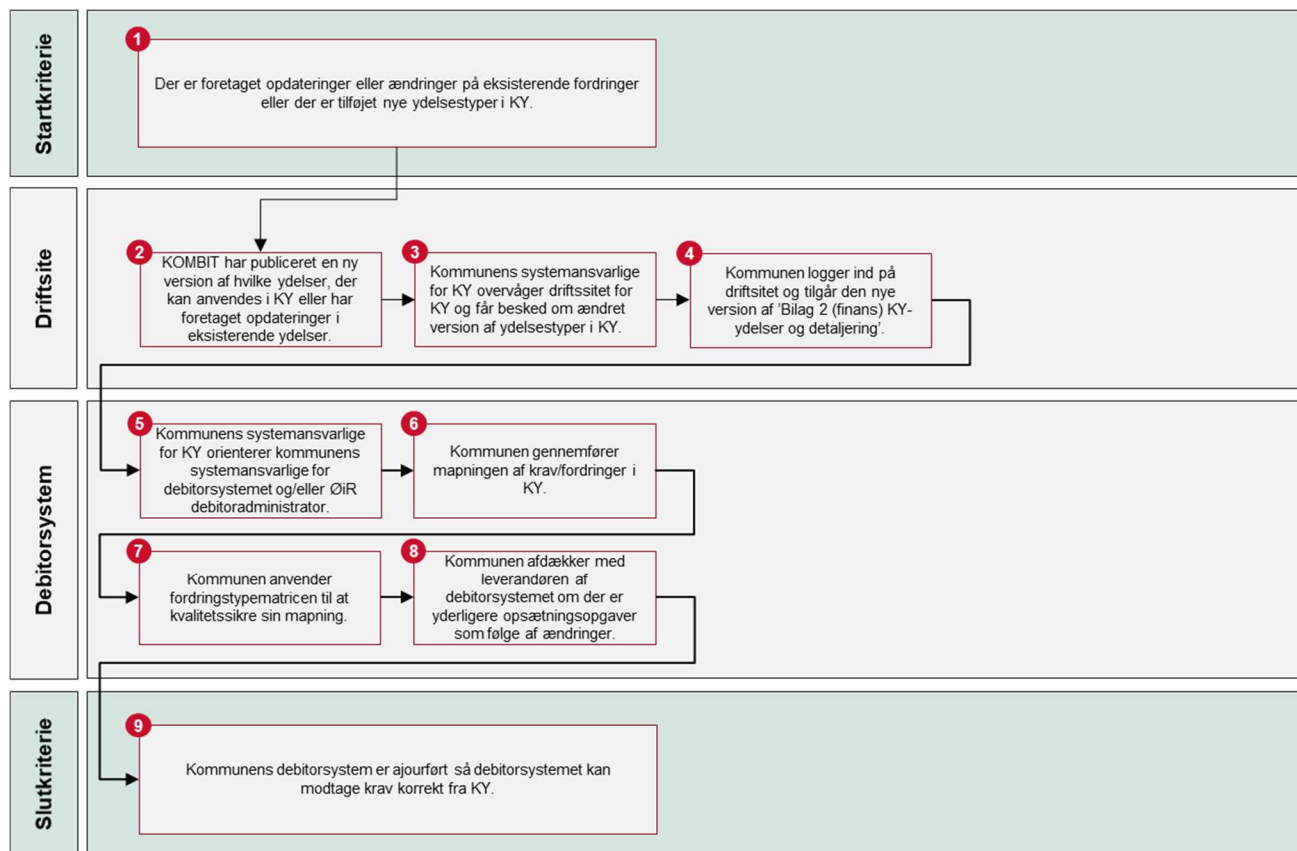 Startkriterie
1
Der er foretaget opdateringer eller ændringer på eksisterende fordringer
eller der er tilføjet nye ydelsestyper i KY.
Driftsite
2
KOMBIT har publiceret en ny
version af hvilke ydelser, der
kan anvendes i KY eller har
foretaget opdateringer i
eksisterende ydelser.
3
Kommunens systemansvarlige
for KY overvåger driftssitet for
KY og får besked om ændret
version af ydelsestyper i KY.
4
Kommunen logger ind på
driftsitet og tilgår den nye
version af 'Bilag 2 (finans) KY-
ydelser og detaljering'.
Debitorsystem
5
Kommunens systemansvarlige
for KY orienterer kommunens
systemansvarlige for
debitorsystemet og/eller ØiR
debitoradministrator.
6
Kommunen gennemfører
mapningen af krav/fordringer i
KY.
7
Kommunen anvender
fordringstypematricen til at
kvalitetssikre sin mapning.
8
Kommunen afdækker med
leverandøren af
debitorsystemet om der er
yderligere opsætningsopgaver
som følge af ændringer.
Slutkriterie
9
Kommunens debitorsystem er ajourført så debitorsystemet kan
modtage krav korrekt fra KY.